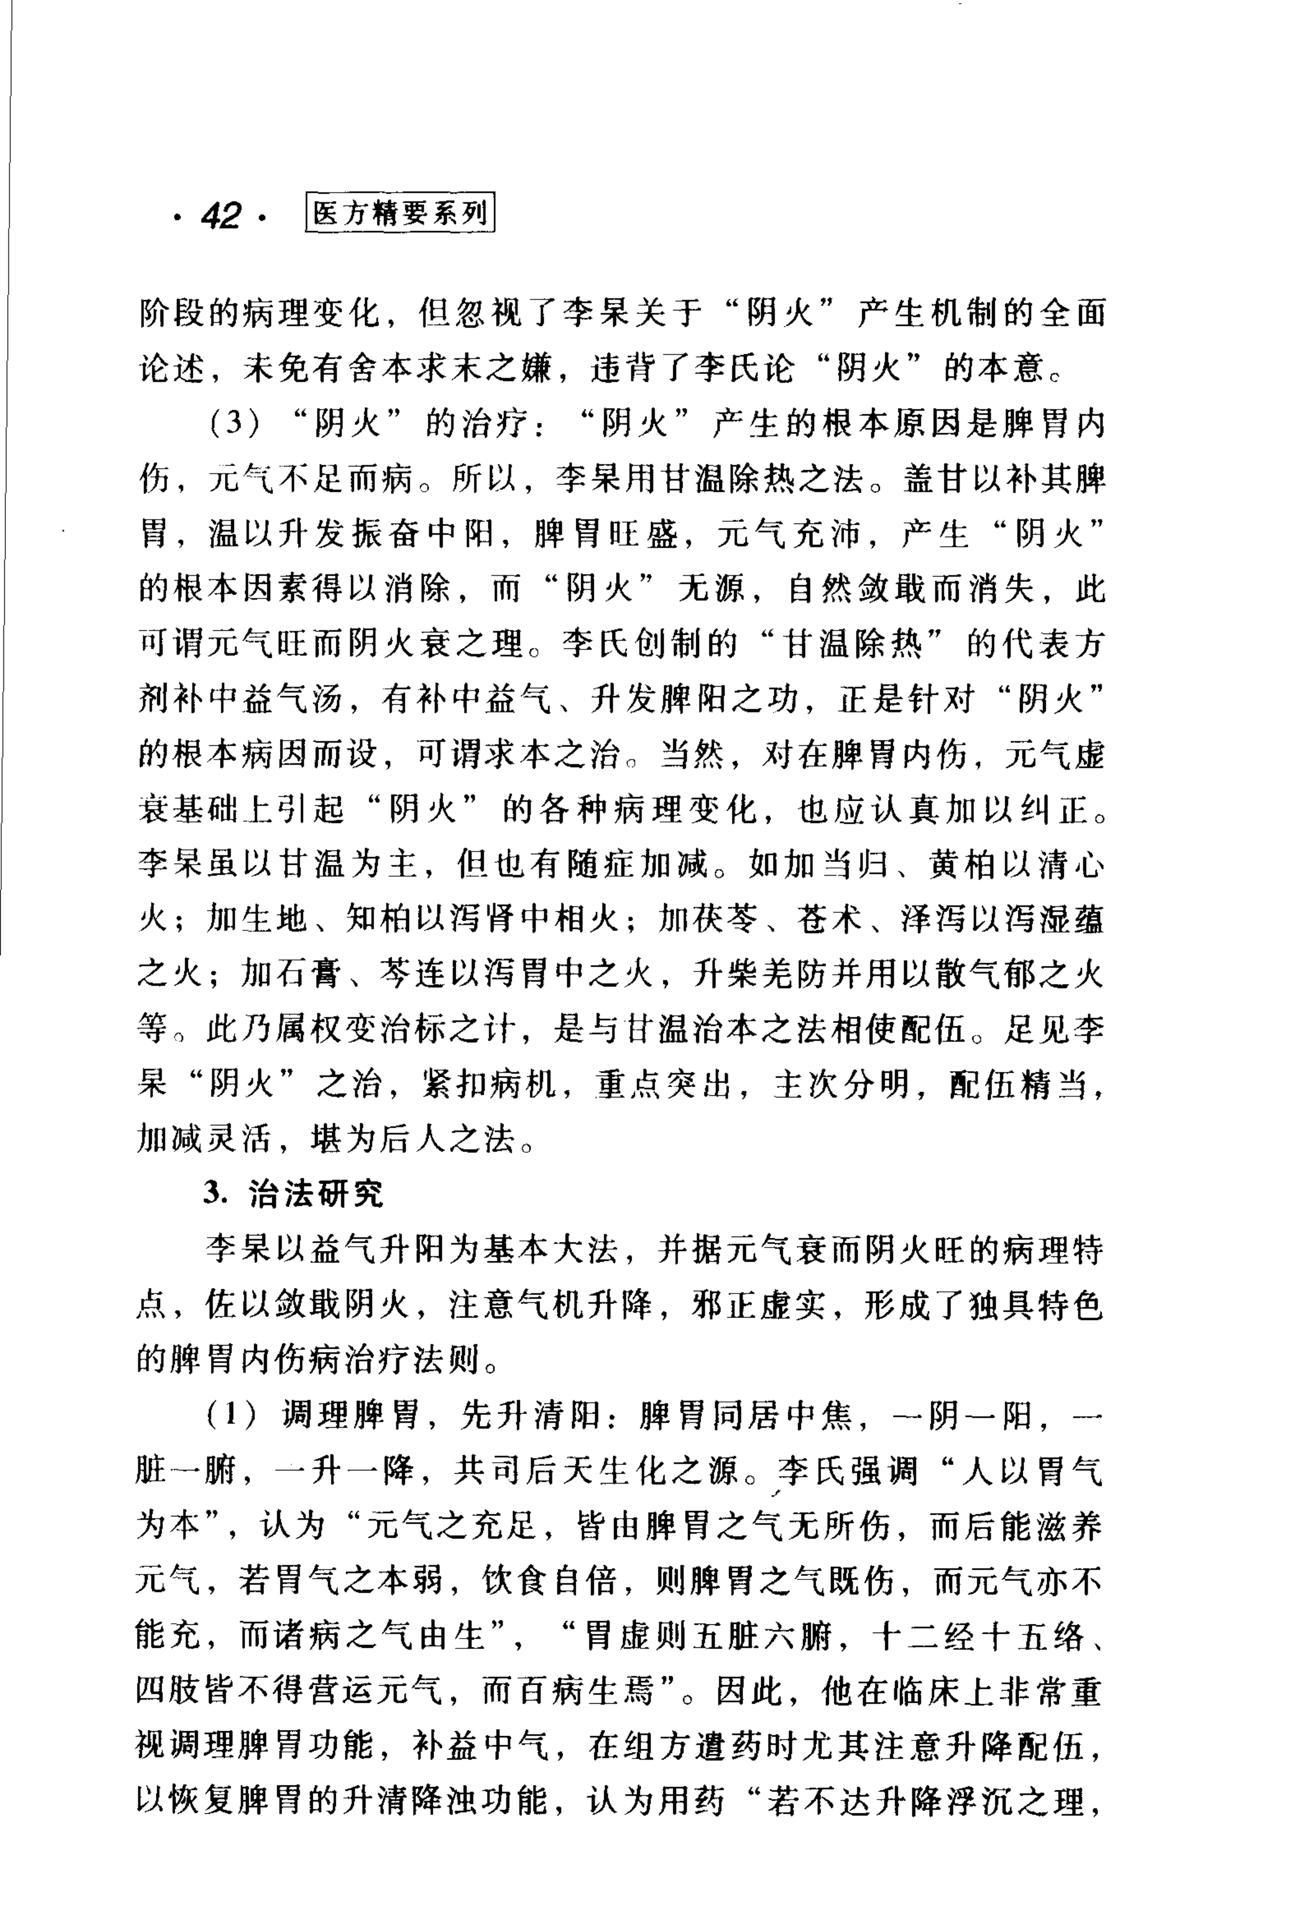 ·42· 医方精要系列
阶段的病理变化，但忽视了李杲关于“阴火”产生机制的全面
论述，未免有舍本求末之嫌，违背了李氏论“阴火”的本意。
(3)“阴火”的治疗：“阴火”产生的根本原因是脾胃内
伤，元气不足而病。所以，李杲用甘温除热之法。盖甘以补其脾
胃，温以升发振奋中阳，脾胃旺盛，元气充沛，产生“阴火”
的根本因素得以消除，而“阴火”无源，自然敛戢而消失，此
可谓元气旺而阴火衰之理。李氏创制的“甘温除热”的代表方
剂补中益气汤，有补中益气、升发脾阳之功，正是针对“阴火”
的根本病因而设，可谓求本之治。当然，对在脾胃内伤，元气虚
衰基础上引起“阴火”的各种病理变化，也应认真加以纠正。
李杲虽以甘温为主，但也有随症加减。如加当归、黄柏以清心
火；加生地、知柏以泻肾中相火；加茯苓、苍术、泽泻以泻湿蕴
之火；加石膏、芩连以泻胃中之火，升柴羌防并用以散气郁之火
等。此乃属权变治标之计，是与甘温治本之法相使配伍。足见李
杲“阴火”之治，紧扣病机，重点突出，主次分明，配伍精当，
加减灵活，堪为后人之法。
3. 治法研究
李杲以益气升阳为基本大法，并据元气衰而阴火旺的病理特
点，佐以敛戢阴火，注意气机升降，邪正虚实，形成了独具特色
的脾胃内伤病治疗法则。
(1) 调理脾胃，先升清阳：脾胃同居中焦，一阴一阳，一
脏一腑，一升一降，共司后天生化之源。李氏强调“人以胃气
为本”，认为“元气之充足，皆由脾胃之气无所伤，而后能滋养
元气，若胃气之本弱，饮食自倍，则脾胃之气既伤，而元气亦不
能充，而诸病之气由生”，“胃虚则五脏六腑，十二经十五络、
四肢皆不得营运元气，而百病生焉”。因此，他在临床上非常重
视调理脾胃功能，补益中气，在组方遣药时尤其注意升降配伍，
以恢复脾胃的升清降浊功能，认为用药“若不达升降浮沉之理，